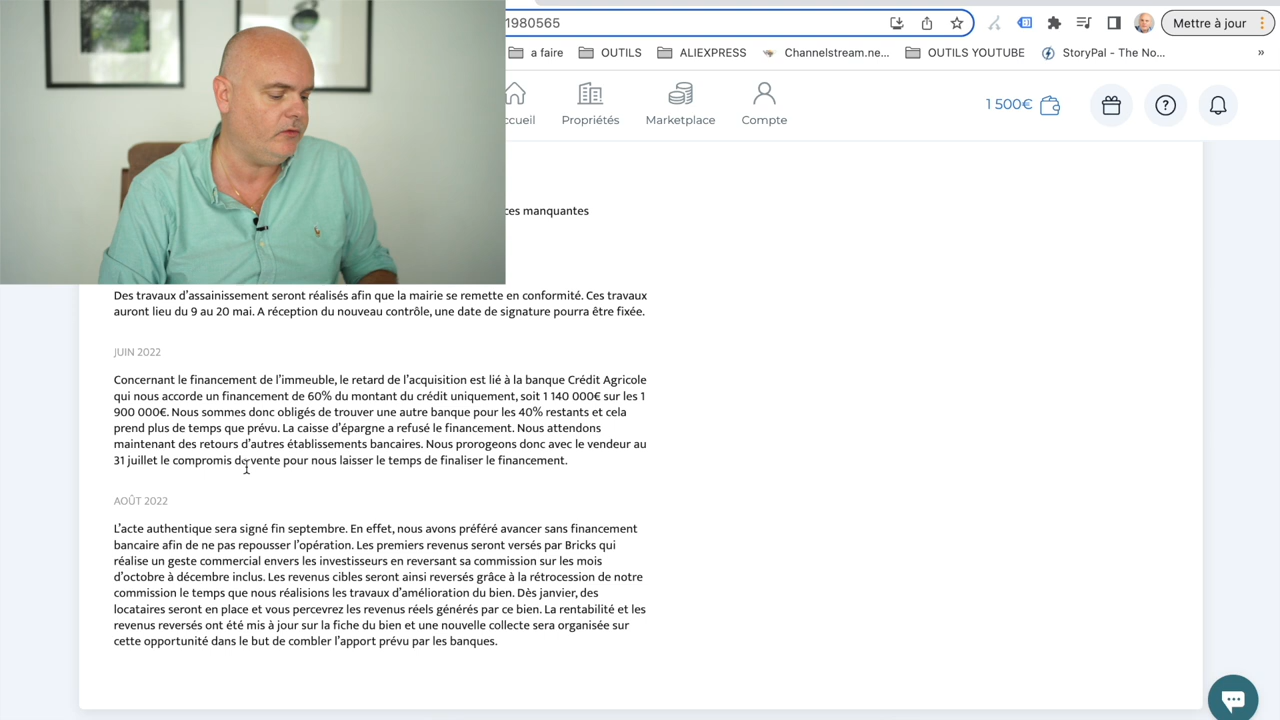 1980565
Mettre à jour
a faire
OUTILS
ALIEXPRESS
Channelstream.ne...
OUTILS YOUTUBE
StoryPal - The No...
»
ccueil
Propriétés
Marketplace
Compte
1 500€
ces manquantes
Des travaux d'assainissement seront réalisés afin que la mairie se remette en conformité. Ces travaux
auront lieu du 9 au 20 mai. A réception du nouveau contrôle, une date de signature pourra être fixée.
JUIN 2022
Concernant le financement de l'immeuble, le retard de l'acquisition est lié à la banque Crédit Agricole
qui nous accorde un financement de 60% du montant du crédit uniquement, soit 1 140 000€ sur les 1
900 000€. Nous sommes donc obligés de trouver une autre banque pour les 40% restants et cela
prend plus de temps que prévu. La caisse d'épargne a refusé le financement. Nous attendons
maintenant des retours d'autres établissements bancaires. Nous prorogeons donc avec le vendeur au
31 juillet le compromis de vente pour nous laisser le temps de finaliser le financement.
AOÛT 2022
L'acte authentique sera signé fin septembre. En effet, nous avons préféré avancer sans financement
bancaire afin de ne pas repousser l'opération. Les premiers revenus seront versés par Bricks qui
réalise un geste commercial envers les investisseurs en reversant sa commission sur les mois
d'octobre à décembre inclus. Les revenus cibles seront ainsi reversés grâce à la rétrocession de notre
commission le temps que nous réalisions les travaux d'amélioration du bien. Dès janvier, des
locataires seront en place et vous percevrez les revenus réels générés par ce bien. La rentabilité et les
revenus reversés ont été mis à jour sur la fiche du bien et une nouvelle collecte sera organisée sur
cette opportunité dans le but de combler l'apport prévu par les banques.